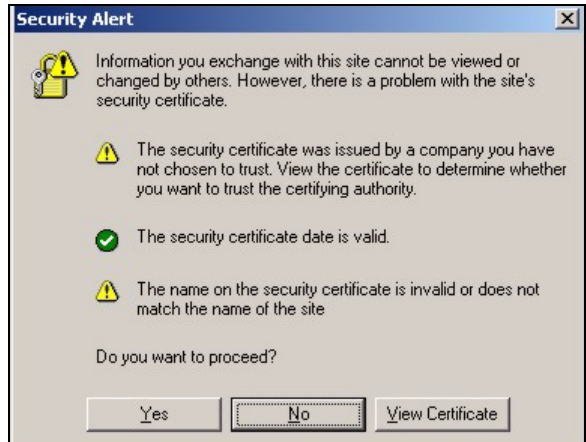 Security Alert
Information you exchange with this site cannot be viewed or
changed by others. However, there is a problem with the site's
security certificate.
The security certificate was issued by a company you have
not chosen to trust. View the certificate to determine whether
you want to trust the certifying authority.
The security certificate date is valid.
The name on the security certificate is invalid or does not
match the name of the site
Do you want to proceed?
Yes
No
View Certificate